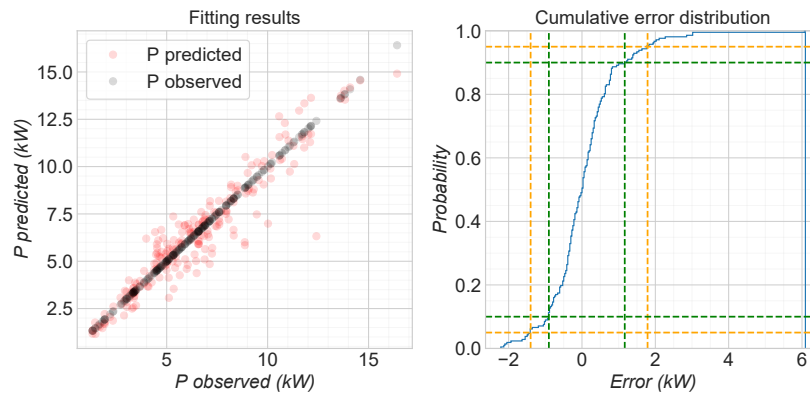 Fitting results
P predicted
P observed
15.0
12.5
10.0
7.5
5.0
2.5
P predicted (kW)
5
10
15
P observed (kW)
Cumulative error distribution
1.0
0.8
0.6
0.4
0.2
0.0
Probability
−2
0
2
4
6
Error (kW)